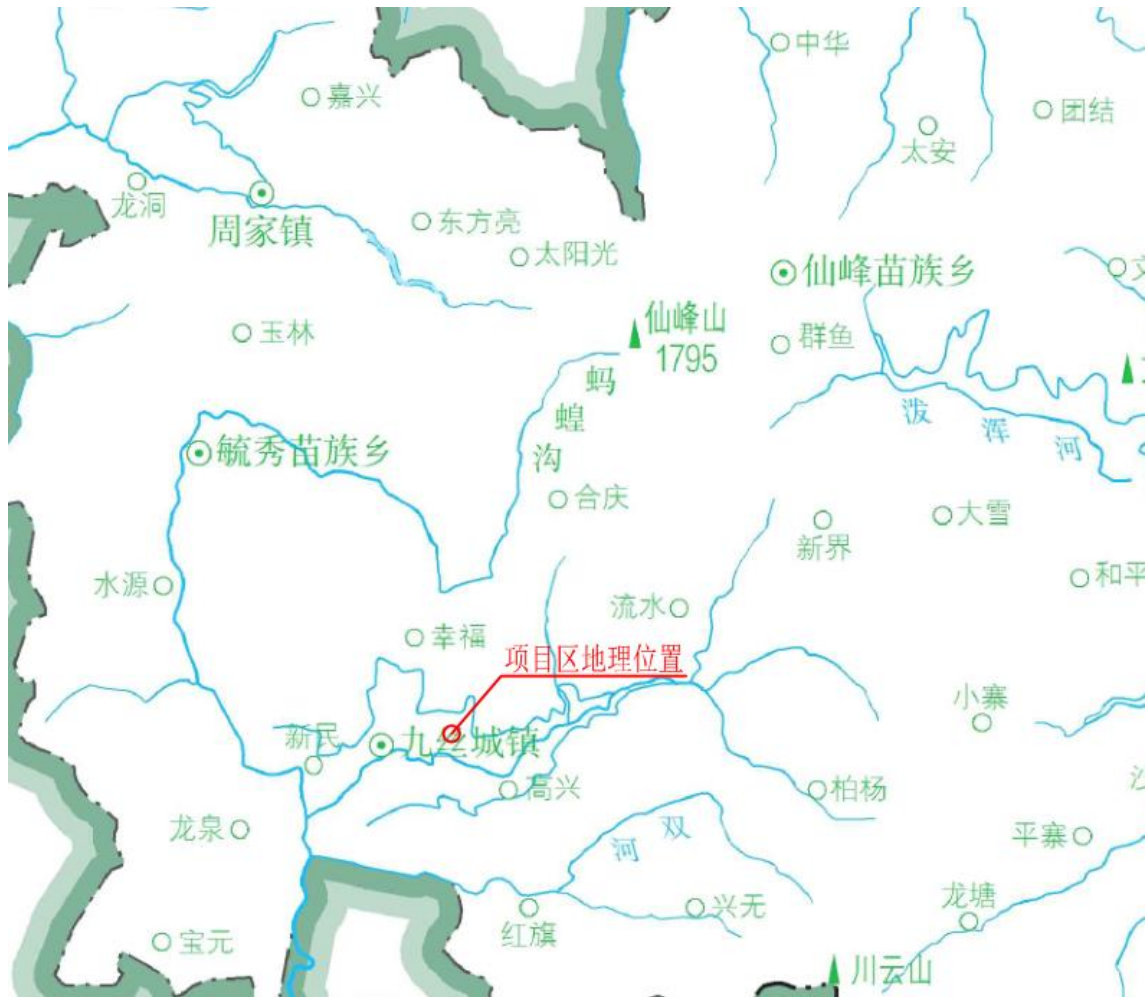 中华
嘉兴
团结
太安
龙洞
周家镇
东方亮
太阳光
仙峰苗族乡
仙峰山
1795
玉林
群鱼
蚂蝗沟
泼浑河
毓秀苗族乡
合庆
大雪
新界
水源
和平
流水
幸福
项目区地理位置
小寨
新民
九丝城镇
高兴
柏杨
龙泉
双河
平寨
兴无
龙塘
红旗
宝元
川云山